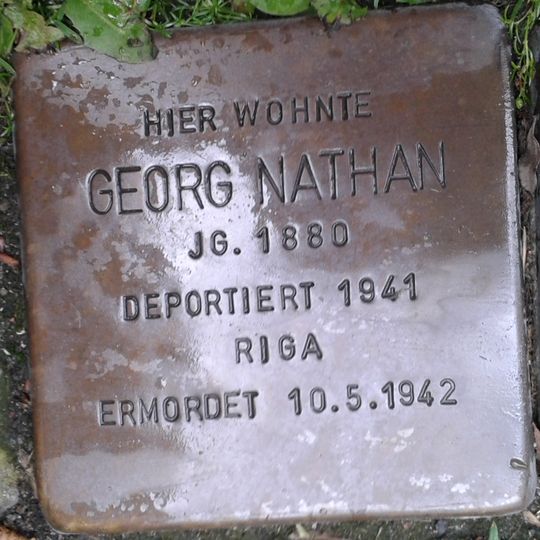 HIER WOHNTE
GEORG NATHAN
JG. 1880
DEPORTIERT 1941
RIGA
ERMORDET 10.5.1942